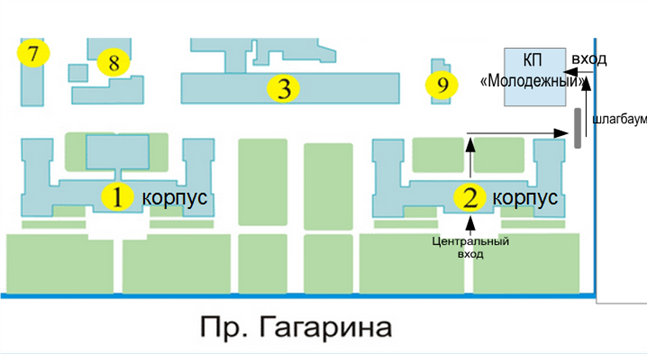 7
8
3
9
КП
«Молодежный»
вход
шлагбаум
1 корпус
2 корпус
Центральный
вход
Пр. Гагарина